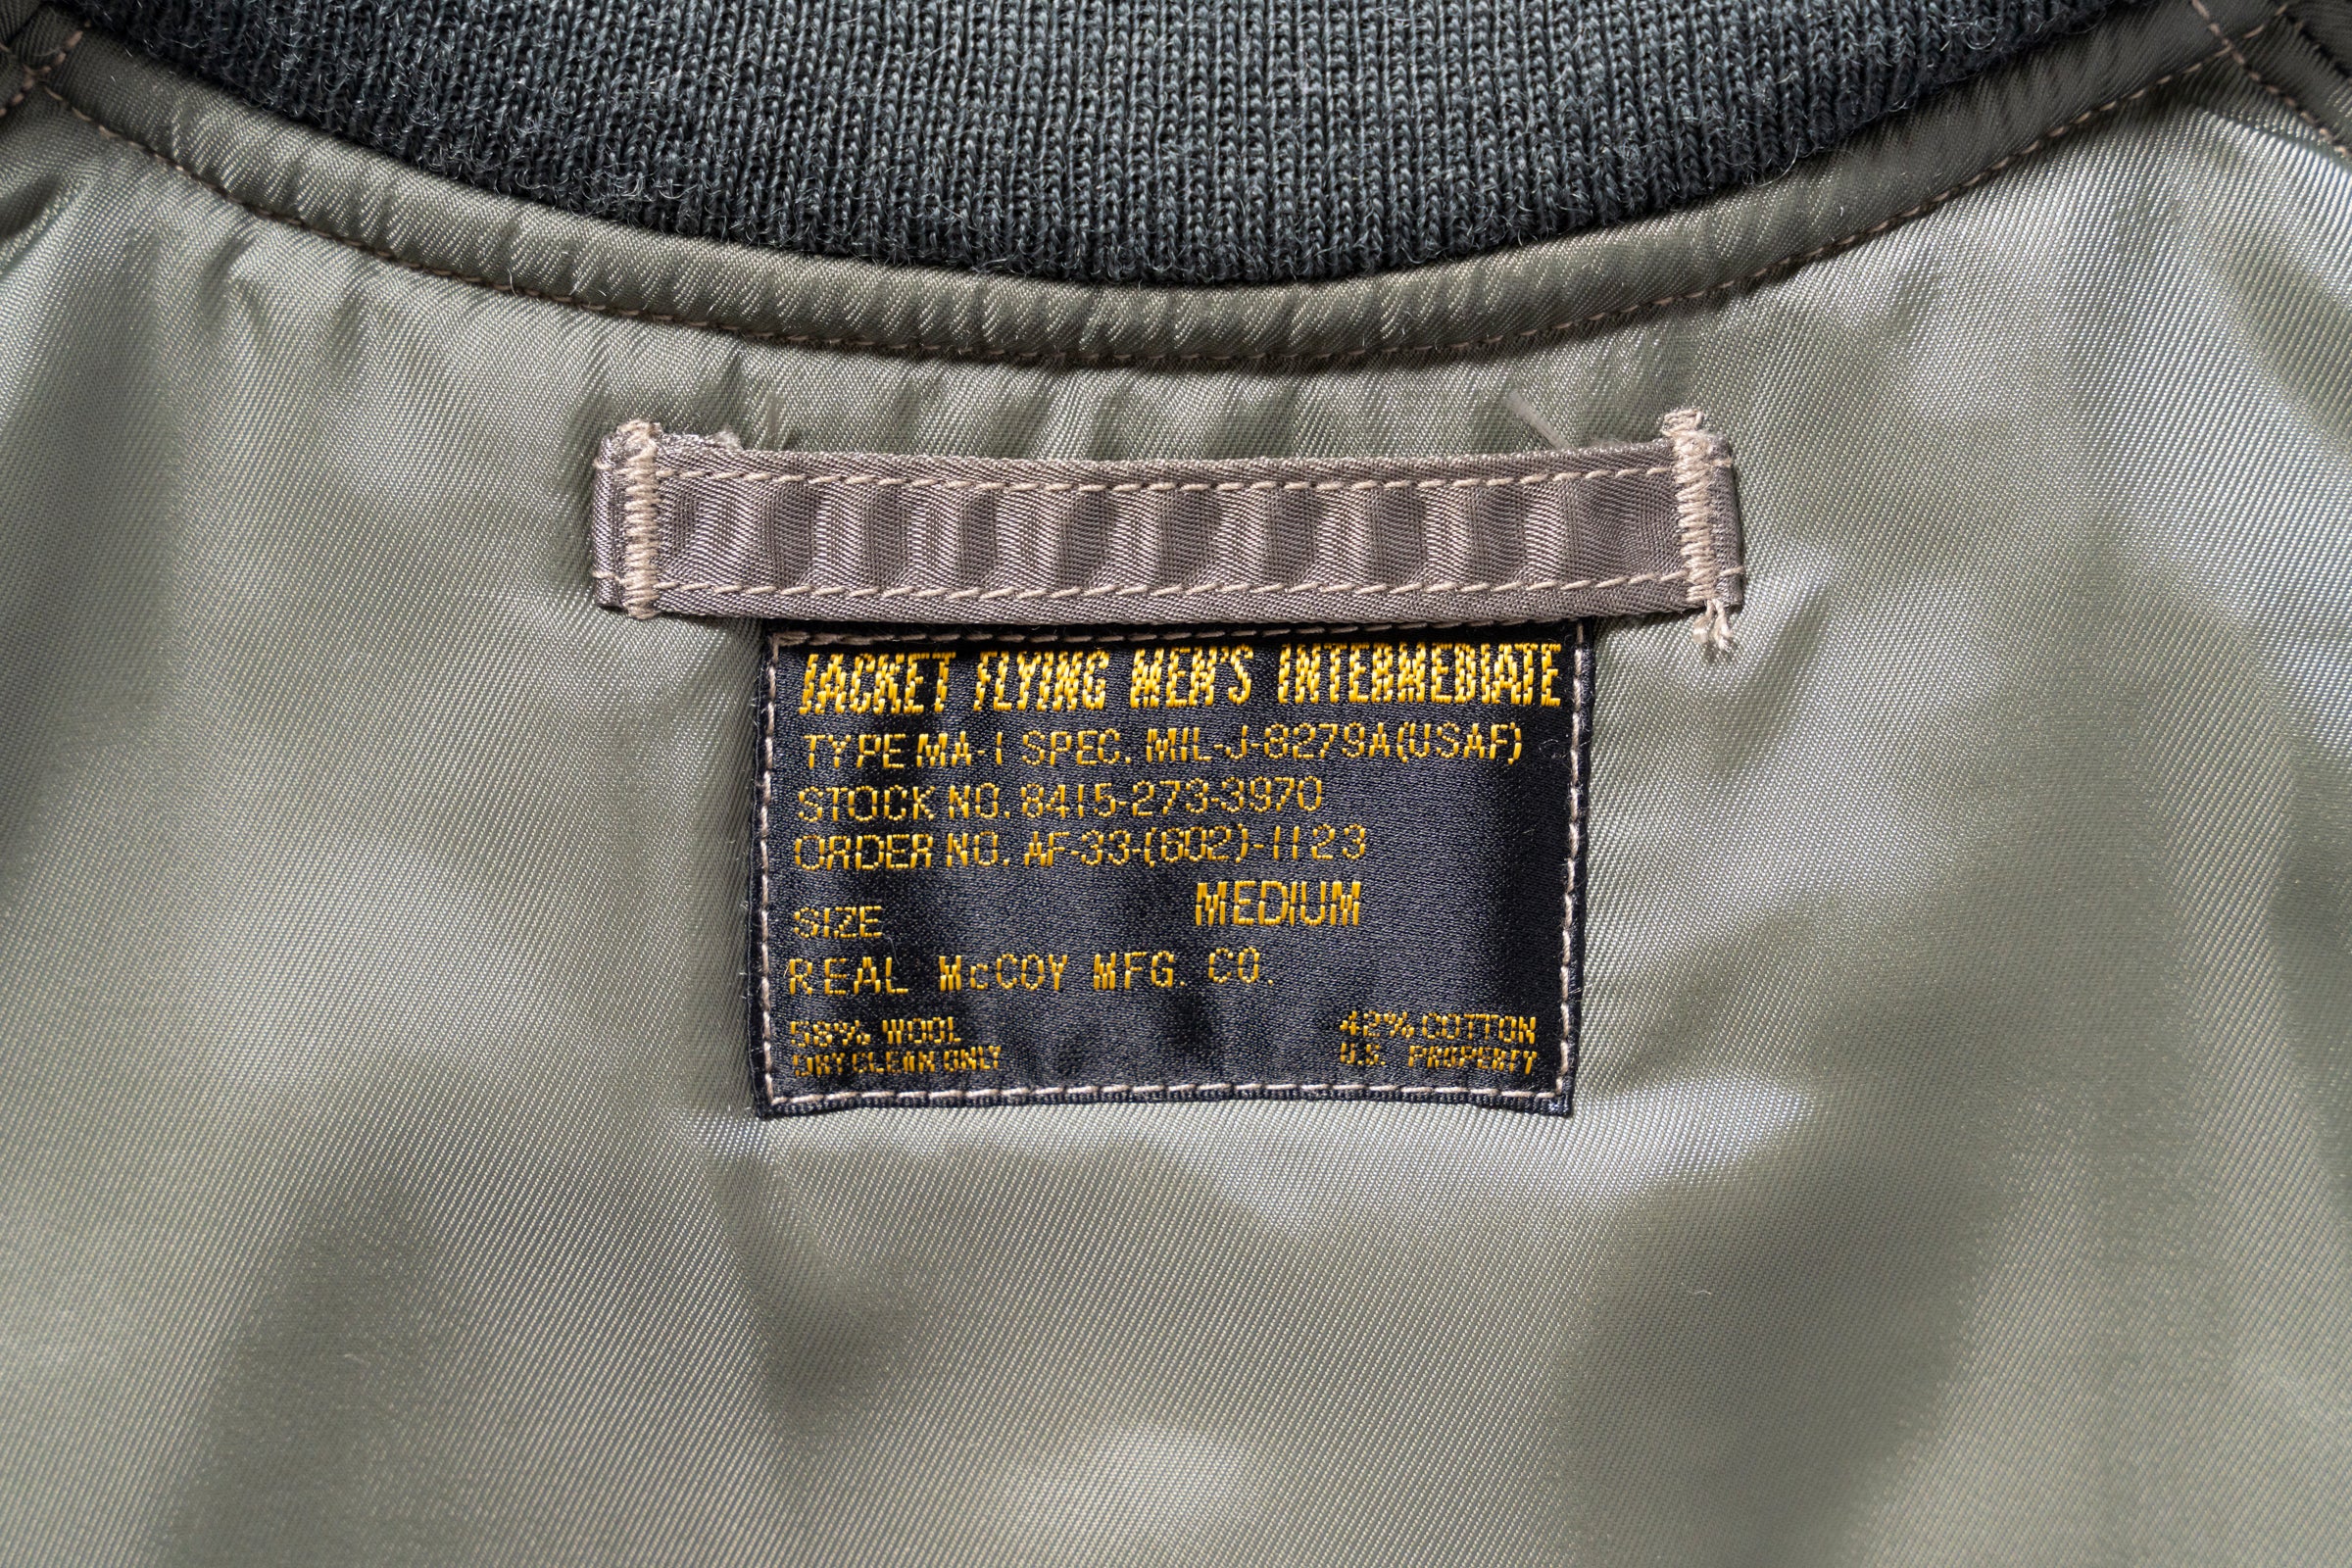 JACKET FLYING MEN'S INTERMEDIATE
TYPE MA-1 SPEC. MIL-J-8279A(USAF)
STOCK NO. 8415-273-3970
ORDER NO. AF-33-(602)-1123
SIZE MEDIUM
REAL McCOY MFG. CO.
58% WOOL 42% COTTON
DRY CLEAN ONLY U.S. PROPERTY